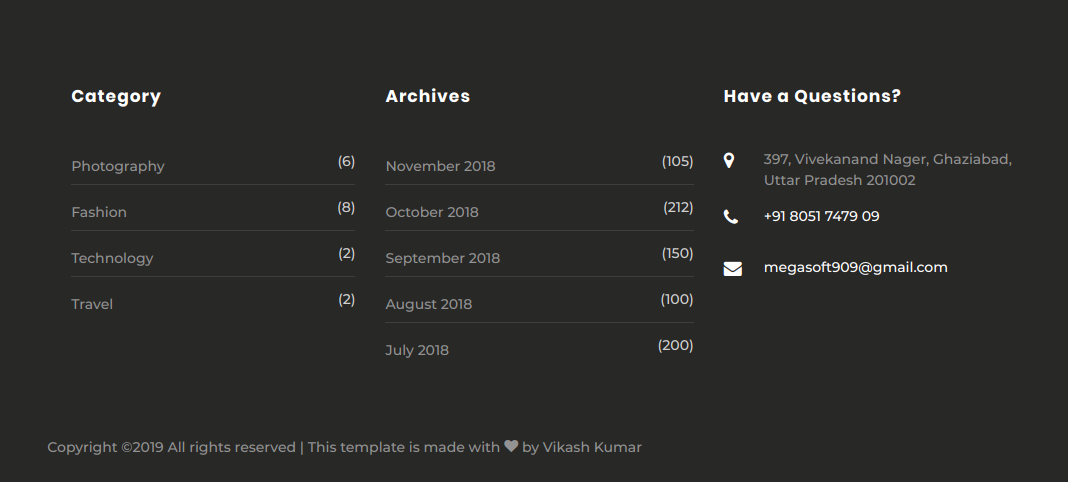 Category
Photography (6)
Fashion (8)
Technology (2)
Travel (2)
Archives
November 2018 (105)
October 2018 (212)
September 2018 (150)
August 2018 (100)
July 2018 (200)
Have a Questions?
397, Vivekanand Nager, Ghaziabad,
Uttar Pradesh 201002
+91 8051 7479 09
megasoft909@gmail.com
Copyright ©2019 All rights reserved | This template is made with ♥ by Vikash Kumar